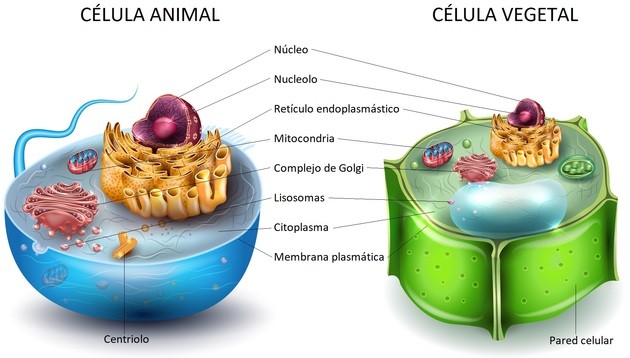 CÉLULA ANIMAL
CÉLULA VEGETAL
Núcleo
Nucleolo
Retículo endoplasmástico
Mitocondria
Complejo de Golgi
Lisosomas
Citoplasma
Membrana plasmática
Centriolo
Pared celular